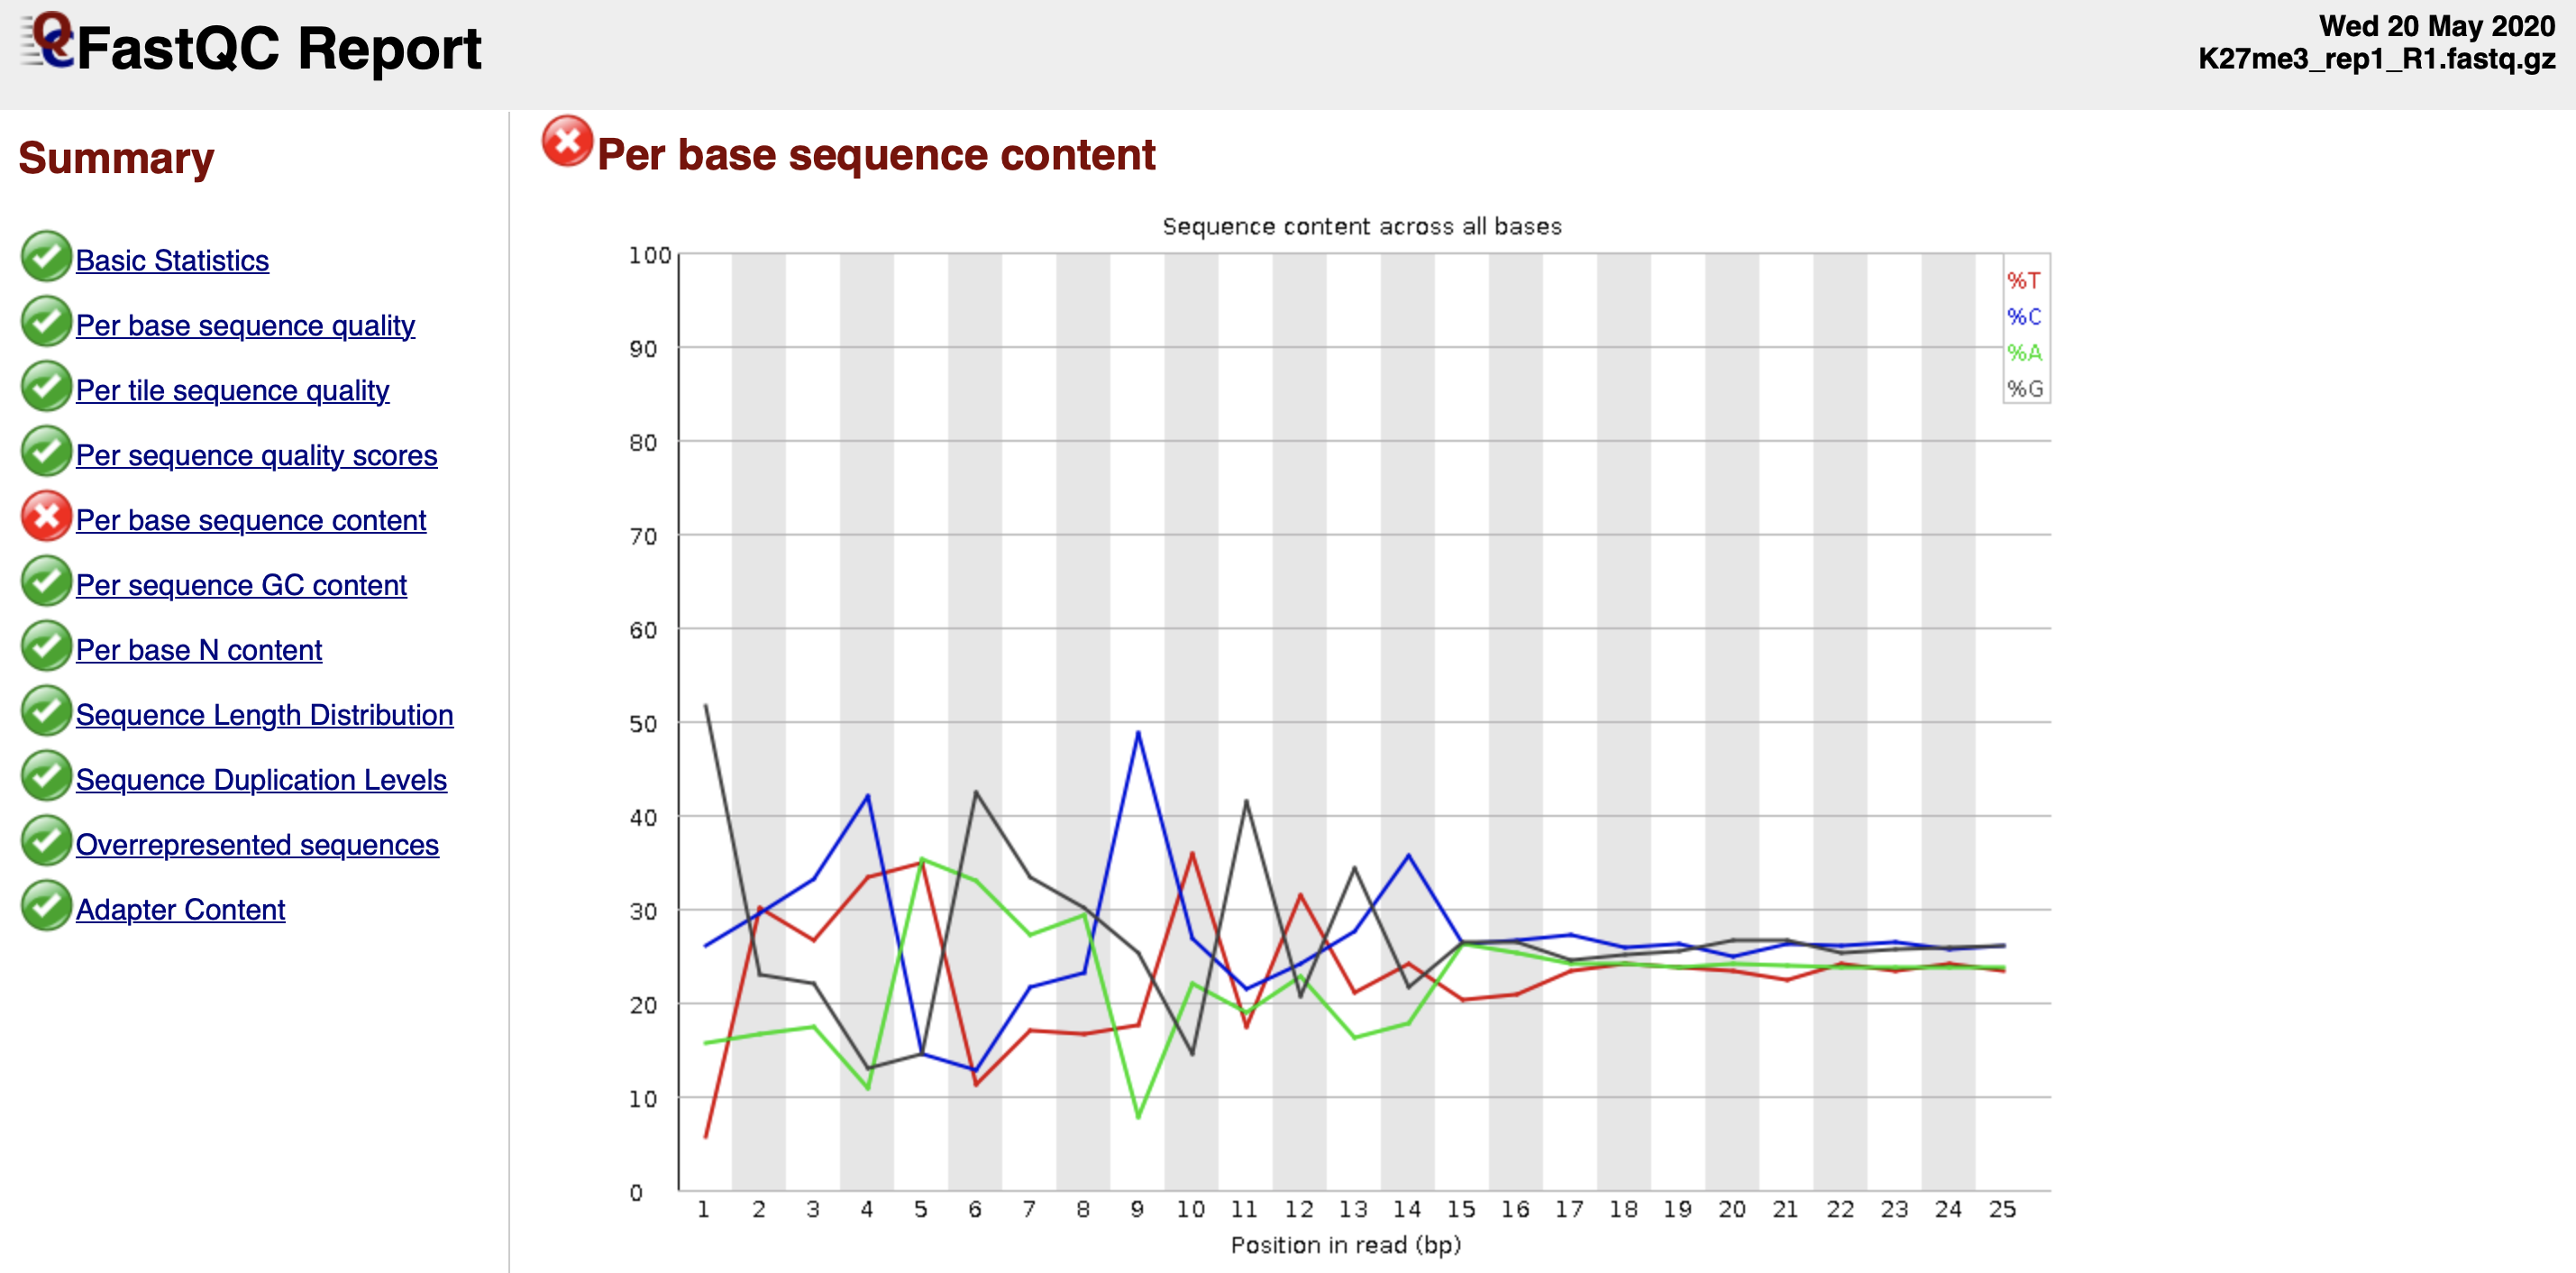 FastQC Report
Wed 20 May 2020
K27me3_rep1_R1.fastq.gz
Summary
Basic Statistics
Per base sequence quality
Per tile sequence quality
Per sequence quality scores
Per base sequence content
Per sequence GC content
Per base N content
Sequence Length Distribution
Sequence Duplication Levels
Overrepresented sequences
Adapter Content
Per base sequence content
Sequence content across all bases
100
90
80
70
60
50
40
30
20
10
0
%T
%C
%A
%G
1 2 3 4 5 6 7 8 9 10 11 12 13 14 15 16 17 18 19 20 21 22 23 24 25
Position in read (bp)